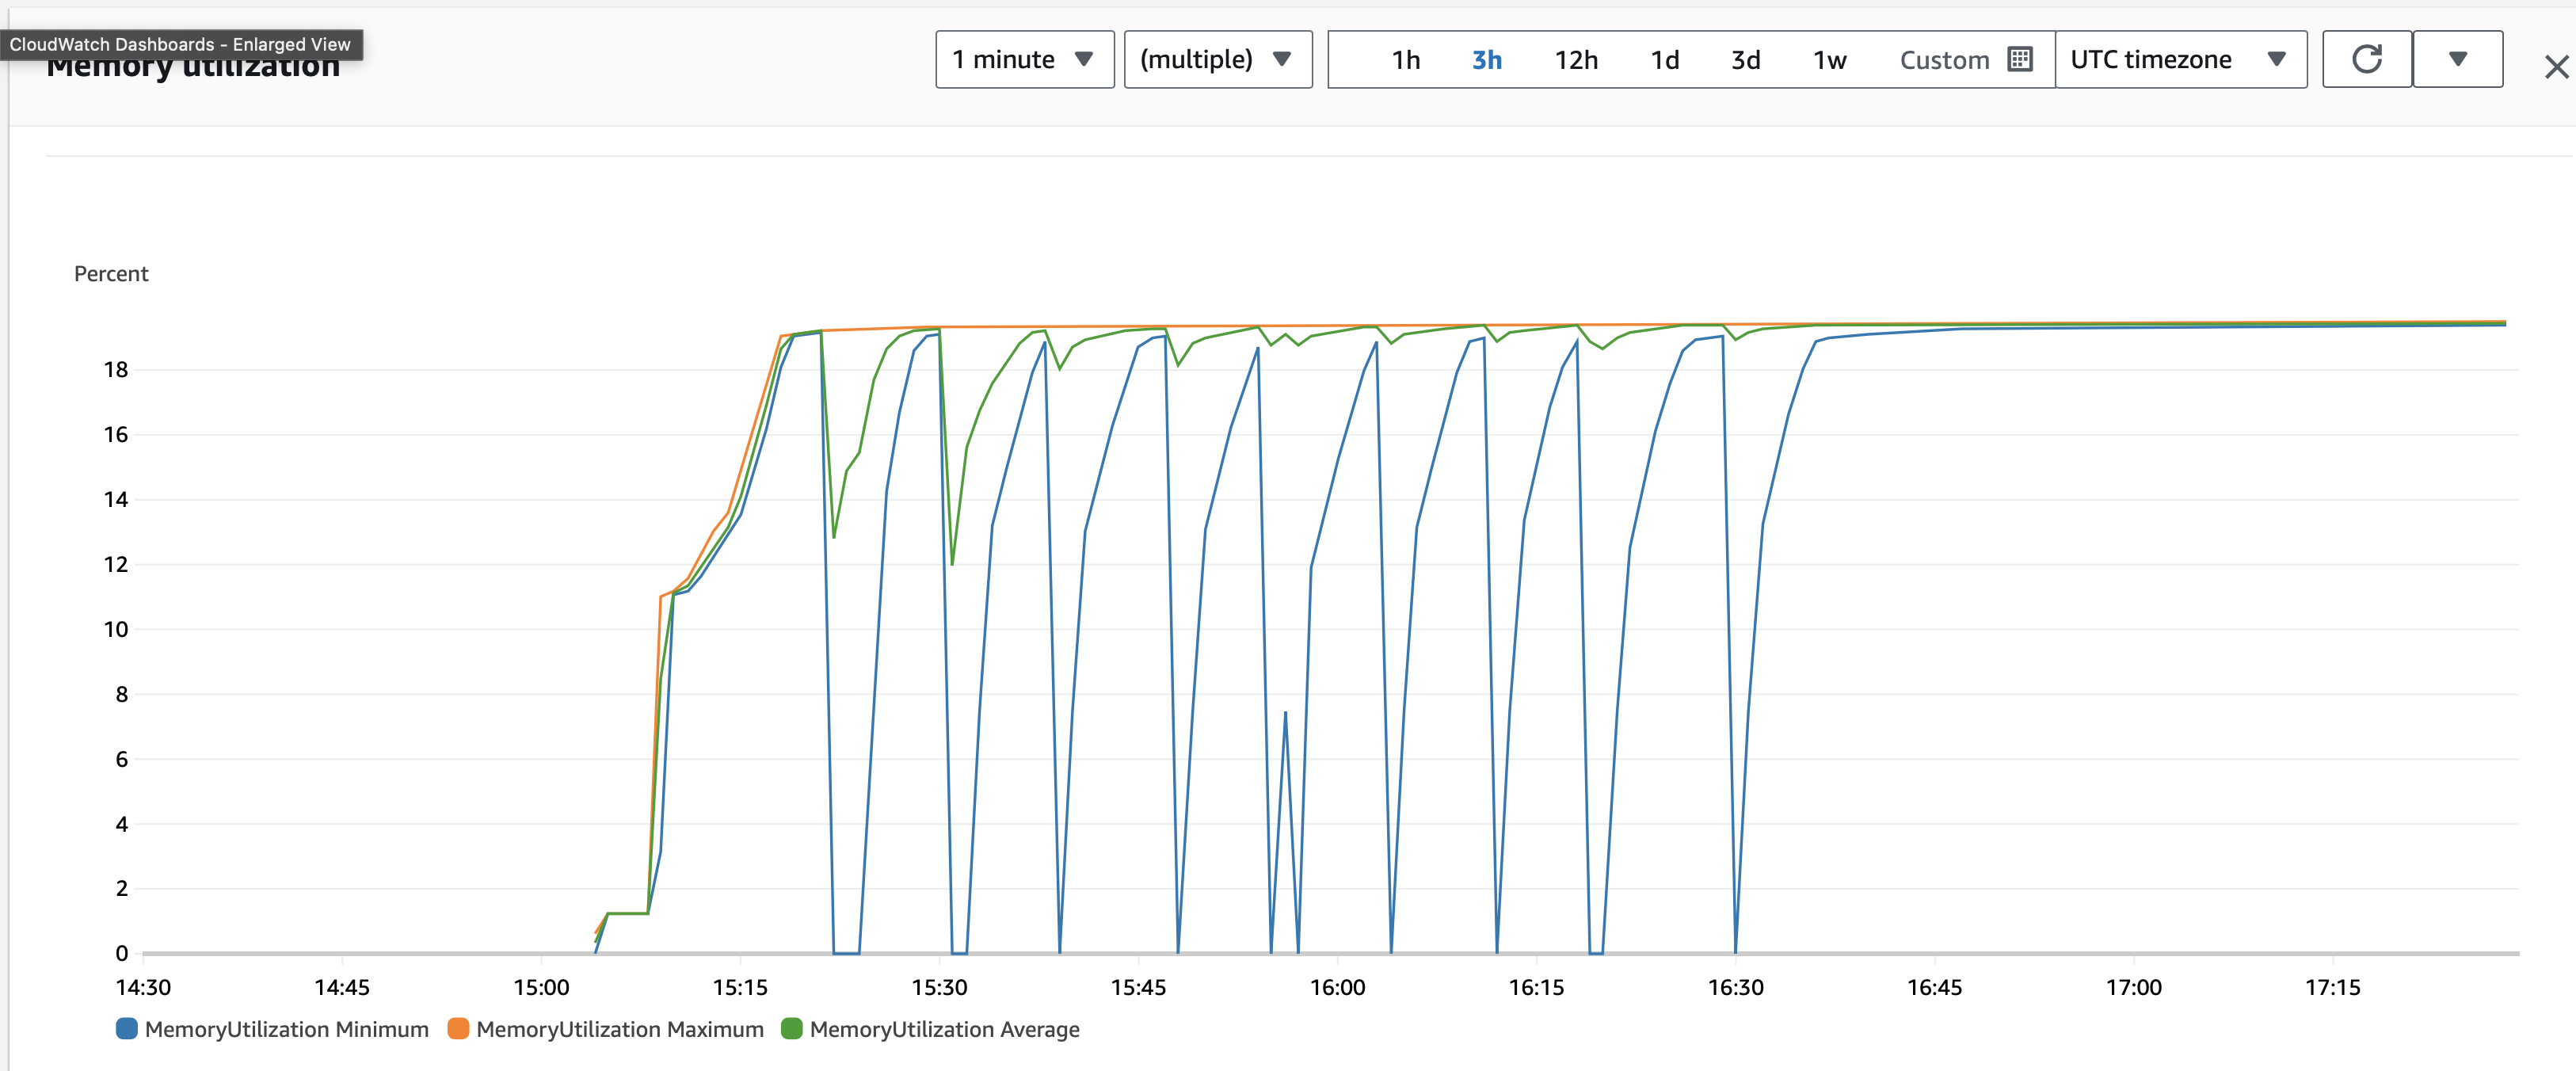 CloudWatch Dashboards - Enlarged View
Memory utilization
1 minute (multiple) 1h 3h 12h 1d 3d 1w Custom UTC timezone
Percent
18
16
14
12
10
8
6
4
2
0
14:30 14:45 15:00 15:15 15:30 15:45 16:00 16:15 16:30 16:45 17:00 17:15
MemoryUtilization Minimum MemoryUtilization Maximum MemoryUtilization Average